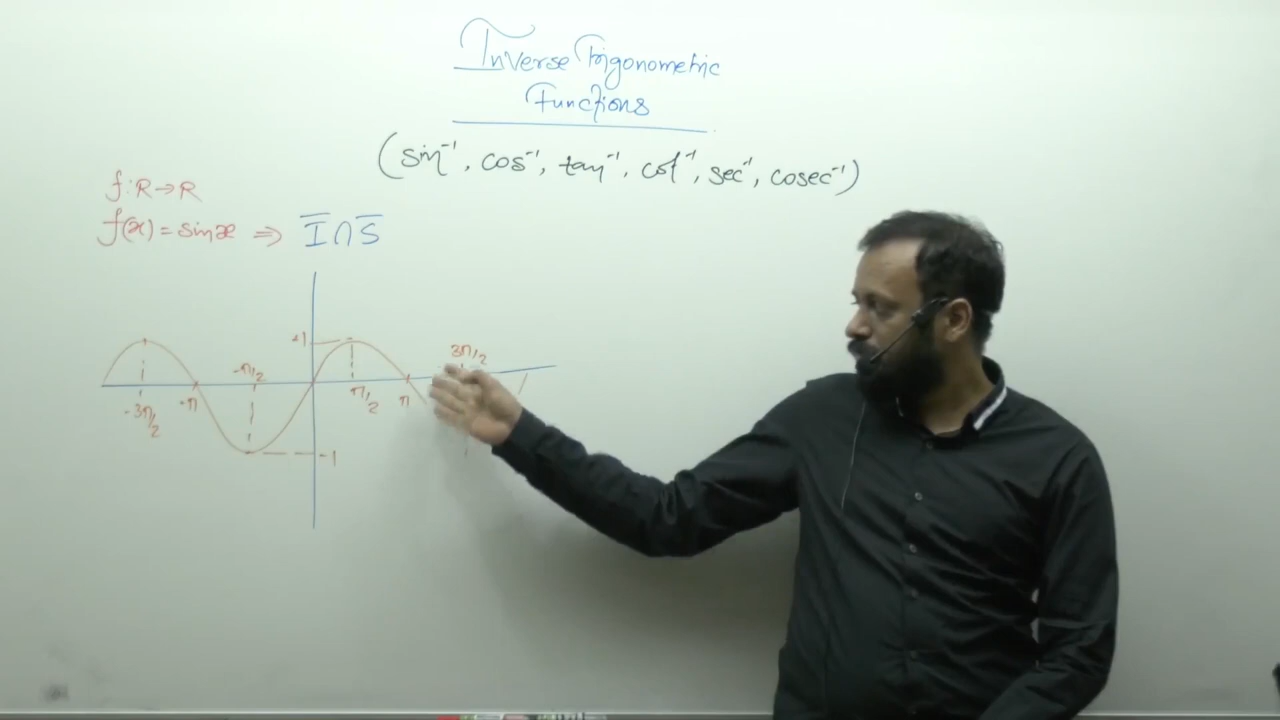 Inverse Trigonometric
Functions
(sin⁻¹, cos⁻¹, tan⁻¹, cot⁻¹, sec⁻¹, cosec⁻¹)
f: R→R
f(x) = sinx ⇒ I̅ ∩ S̅
+1
3π/2
-π/2
-3π/2
-π
π/2
π
-1